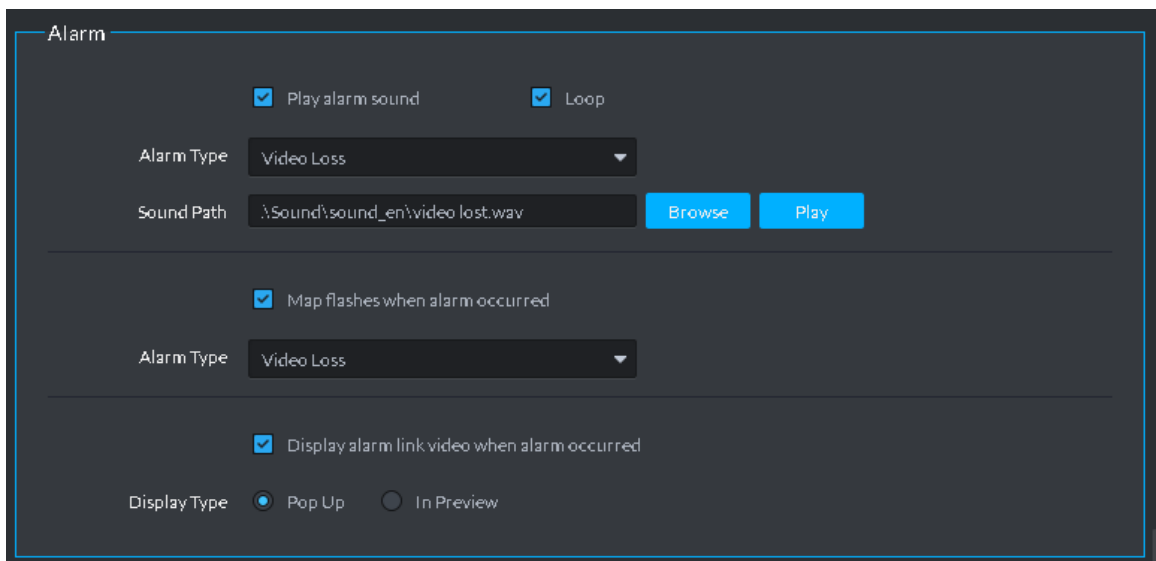 Alarm
Play alarm sound Loop
Alarm Type Video Loss
Sound Path .\Sound\sound_en\video lost.wav Browse Play
Map flashes when alarm occurred
Alarm Type Video Loss
Display alarm link video when alarm occurred
Display Type Pop Up In Preview